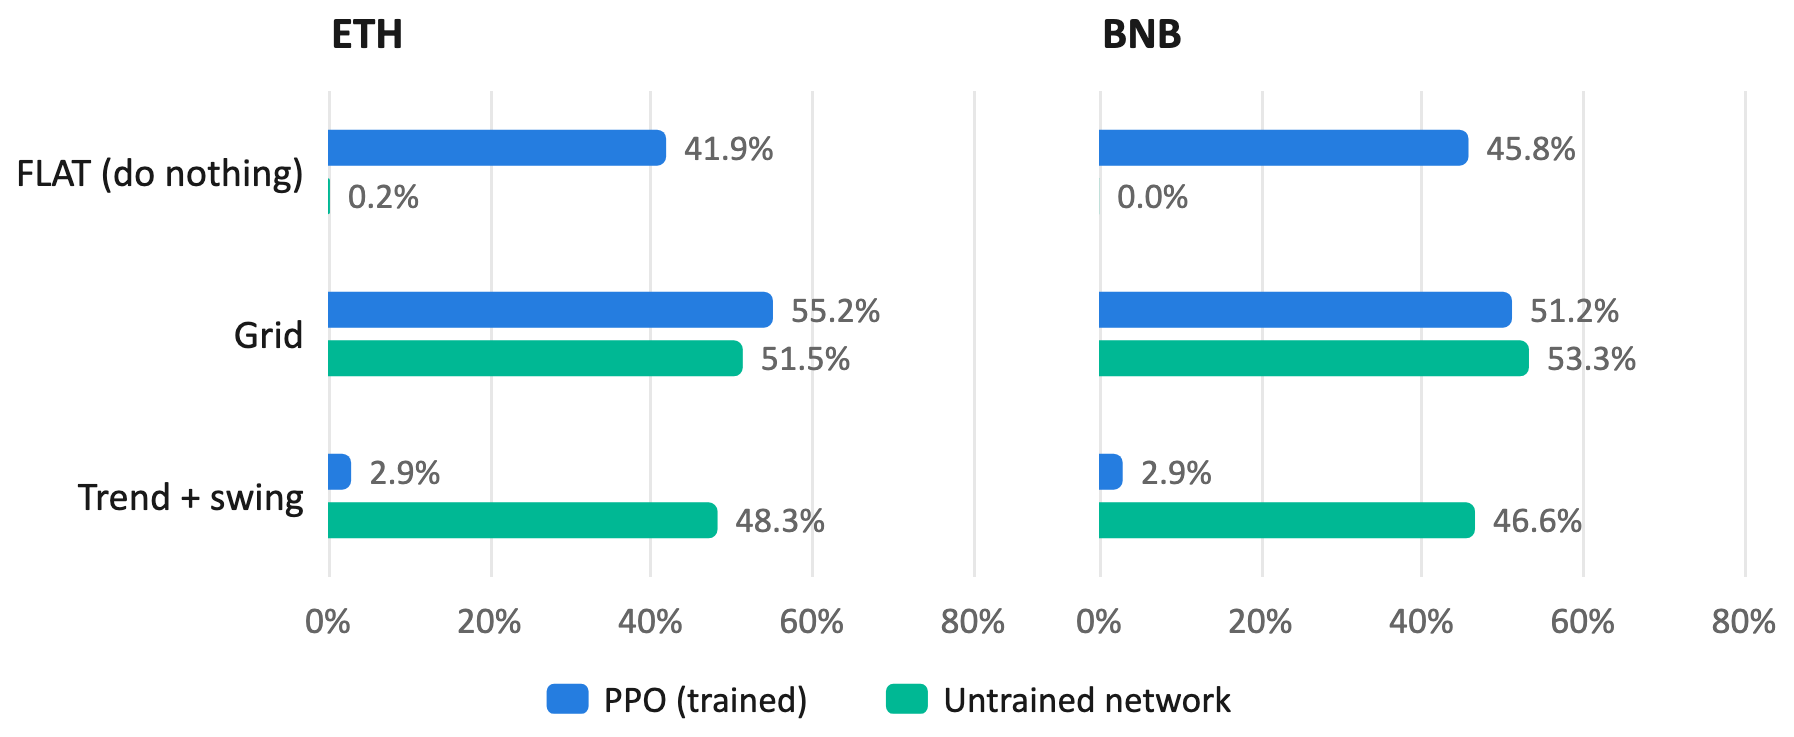 ETH
BNB
FLAT (do nothing)
41.9%
0.2%
45.8%
0.0%
Grid
55.2%
51.5%
51.2%
53.3%
Trend + swing
2.9%
48.3%
2.9%
46.6%
0% 20% 40% 60% 80% 0% 20% 40% 60% 80%
PPO (trained) Untrained network